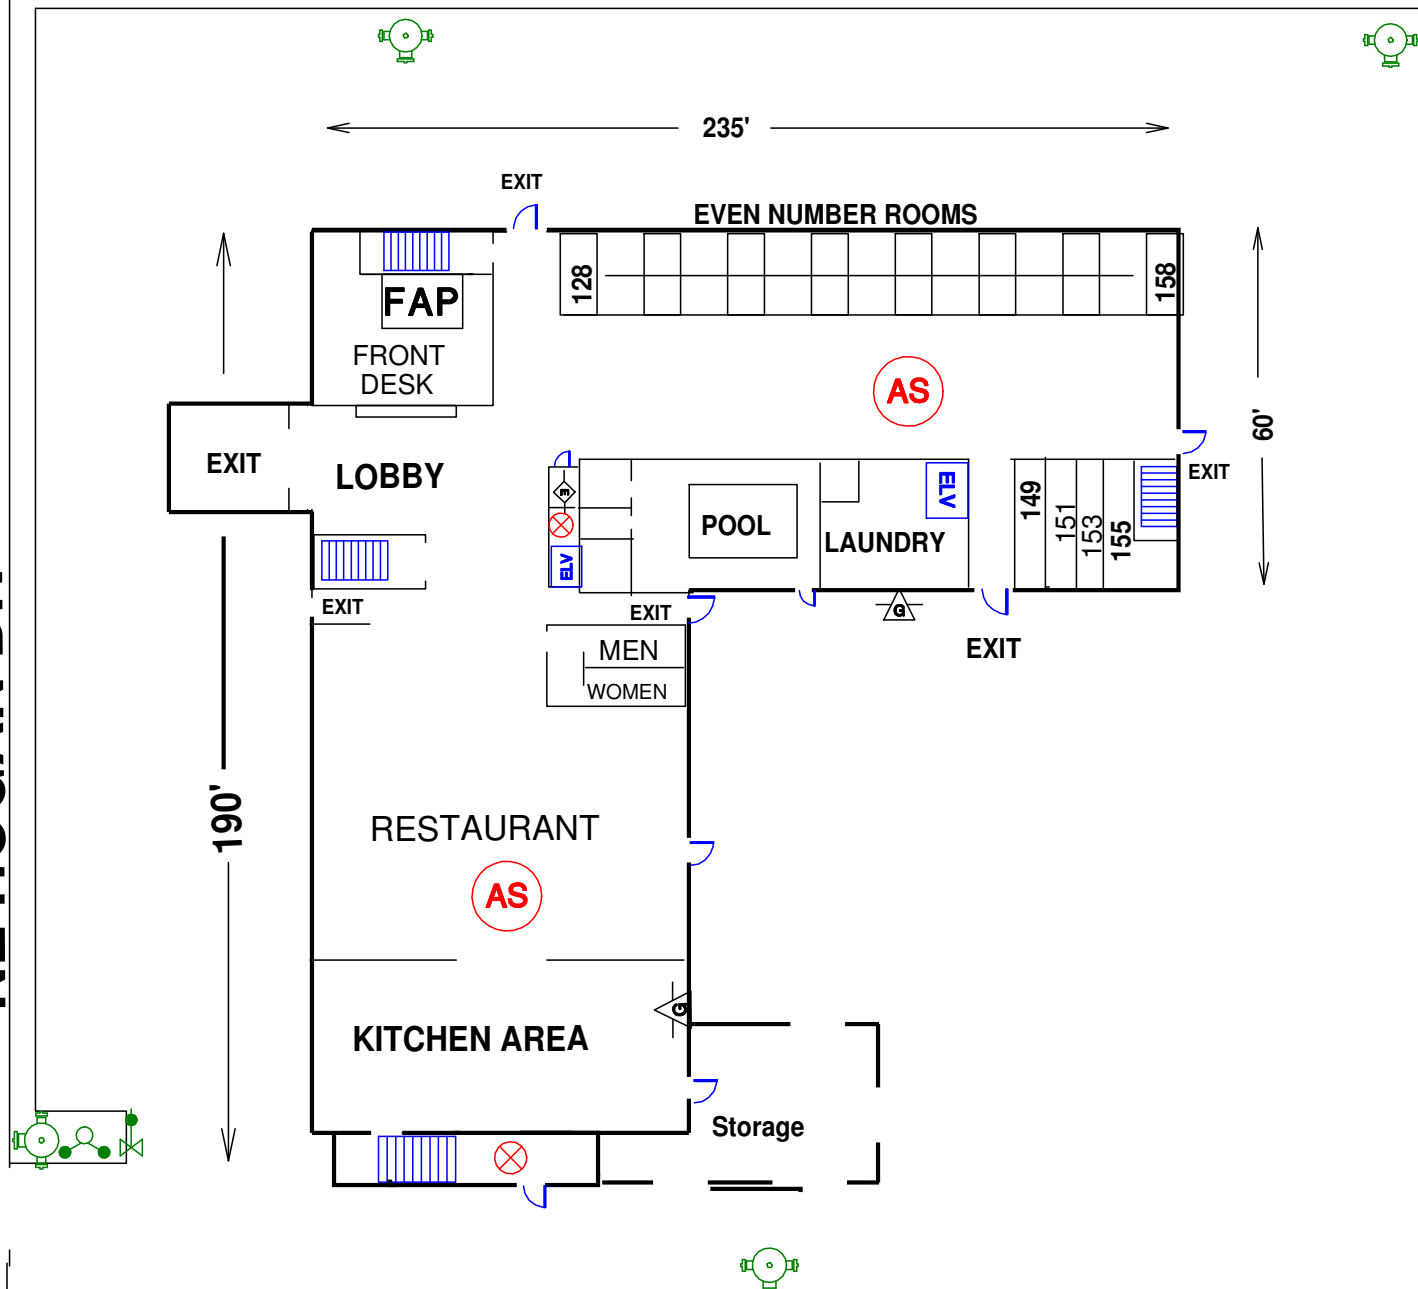 235'
EXIT
EVEN NUMBER ROOMS
128
158
FAP
FRONT
DESK
AS
60'
EXIT
LOBBY
EXIT
E
ELV
POOL
LAUNDRY
ELV
149
151
153
155
EXIT
EXIT
G
EXIT
MEN
WOMEN
190'
RESTAURANT
AS
G
KITCHEN AREA
Storage